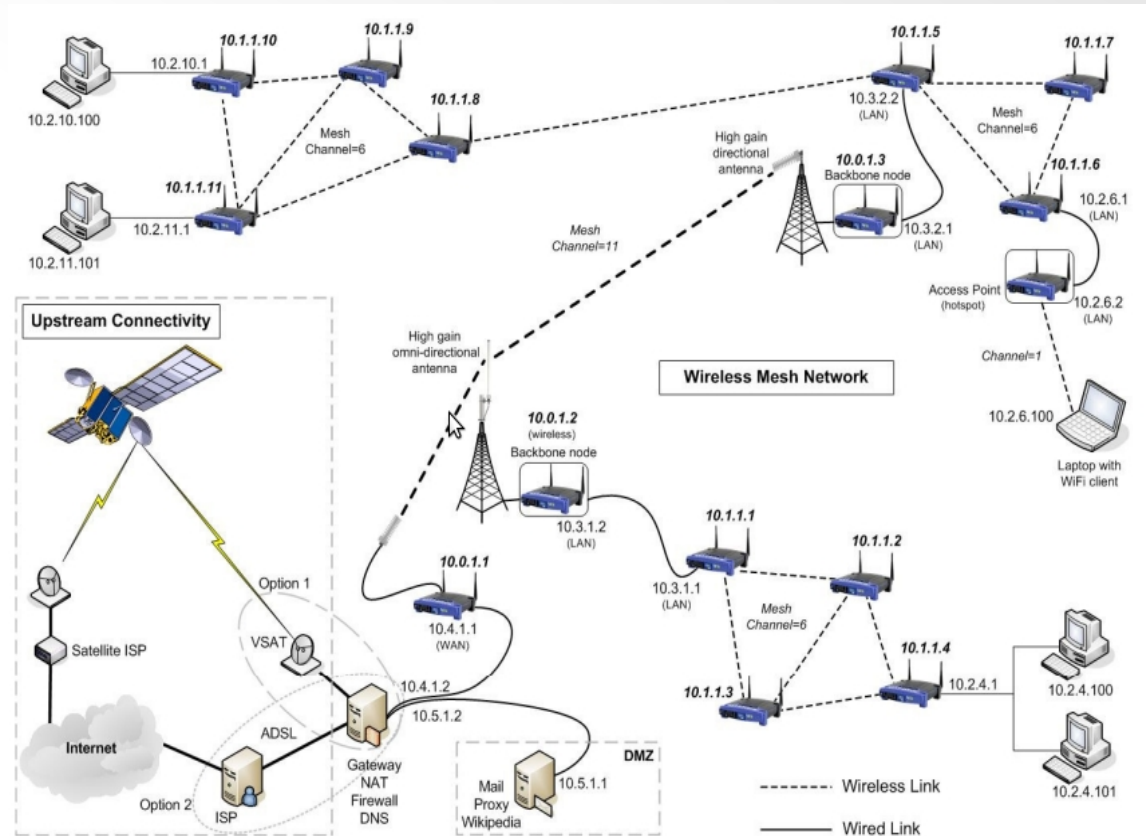 10.1.1.10
10.1.1.9
10.2.10.1
10.1.1.8
10.2.10.100
Mesh
Channel=6
10.1.1.11
10.2.11.1
10.2.11.101
10.1.1.5
10.1.1.7
10.3.2.2
(LAN)
Mesh
Channel=6
High gain
directional
antenna
10.0.1.3
Backbone node
10.1.1.6
10.2.6.1
(LAN)
10.3.2.1
(LAN)
Mesh
Channel=11
Access Point
(hotspot)
10.2.6.2
(LAN)
Channel=1
10.2.6.100
Laptop with
WiFi client
Upstream Connectivity
High gain
omni-directional
antenna
Wireless Mesh Network
10.0.1.2
(wireless)
Backbone node
10.3.1.2
(LAN)
10.1.1.1
10.1.1.2
10.3.1.1
(LAN)
Mesh
Channel=6
10.1.1.4
10.1.1.3
10.2.4.1
10.2.4.100
10.2.4.101
10.0.1.1
10.4.1.1
(WAN)
Option 1
VSAT
Satellite ISP
10.4.1.2
10.5.1.2
Internet
ADSL
Gateway
NAT
Firewall
DNS
Option 2
ISP
DMZ
10.5.1.1
Mail
Proxy
Wikipedia
Wireless Link
Wired Link